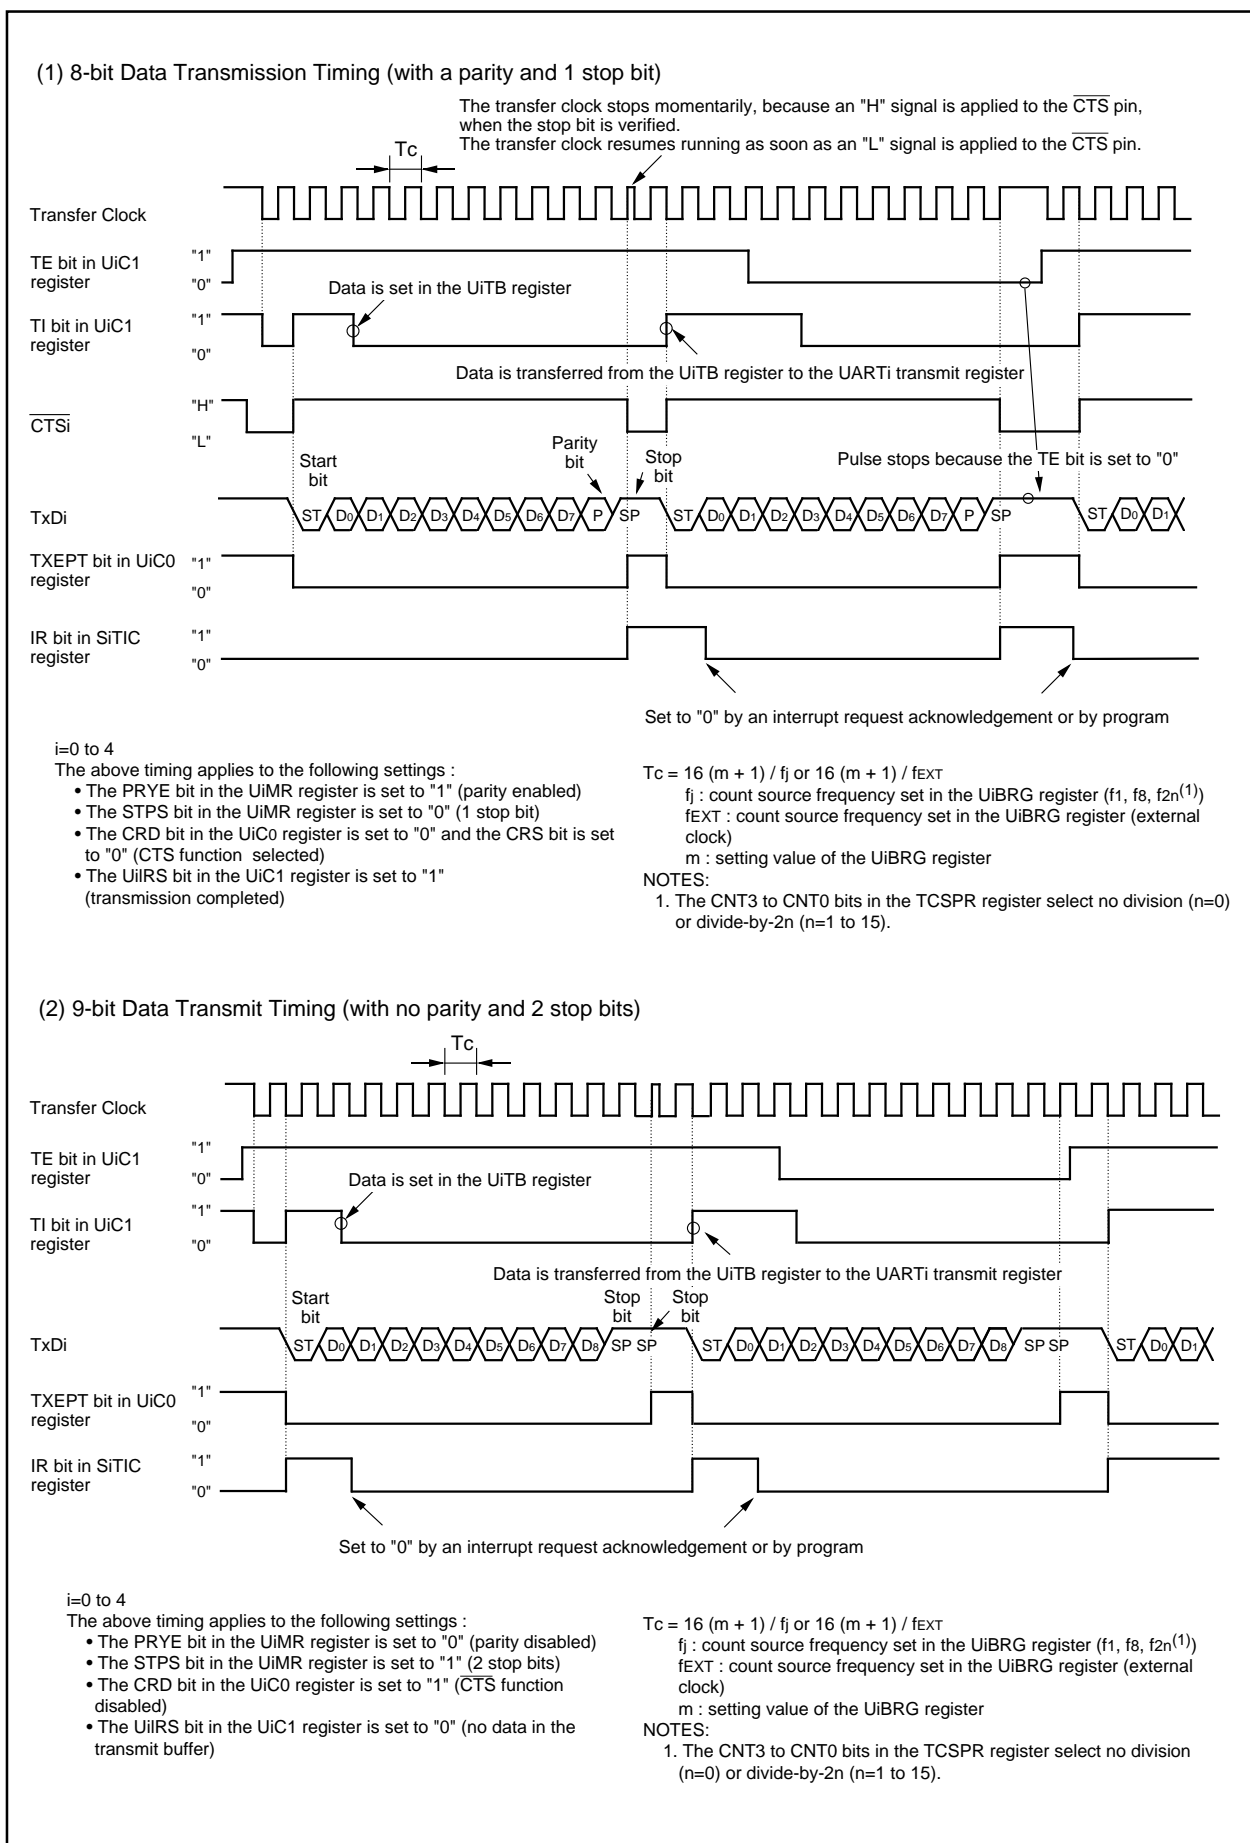 (1) 8-bit Data Transmission Timing (with a parity and 1 stop bit)
The transfer clock stops momentarily, because an "H" signal is applied to the CTS pin,
when the stop bit is verified.
The transfer clock resumes running as soon as an "L" signal is applied to the CTS pin.
Tc
Transfer Clock
TE bit in UiC1
register
"1"
"0"
Data is set in the UiTB register
TI bit in UiC1
register
"1"
"0"
Data is transferred from the UiTB register to the UARTi transmit register
CTSi
"H"
"L"
Start
bit
Parity
bit
Stop
bit
Pulse stops because the TE bit is set to "0"
TxDi
ST D0 D1 D2 D3 D4 D5 D6 D7 P SP ST D0 D1 D2 D3 D4 D5 D6 D7 P SP ST D0 D1
TXEPT bit in UiC0
register
"1"
"0"
IR bit in SiTIC
register
"1"
"0"
Set to "0" by an interrupt request acknowledgement or by program
i=0 to 4
The above timing applies to the following settings :
• The PRYE bit in the UiMR register is set to "1" (parity enabled)
• The STPS bit in the UiMR register is set to "0" (1 stop bit)
• The CRD bit in the UiC0 register is set to "0" and the CRS bit is set
to "0" (CTS function selected)
• The UiIRS bit in the UiC1 register is set to "1"
(transmission completed)
Tc = 16 (m + 1) / fj or 16 (m + 1) / fEXT
fj : count source frequency set in the UiBRG register (f1, f8, f2n(1))
fEXT : count source frequency set in the UiBRG register (external
clock)
m : setting value of the UiBRG register
NOTES:
1. The CNT3 to CNT0 bits in the TCSPR register select no division (n=0)
or divide-by-2n (n=1 to 15).
(2) 9-bit Data Transmit Timing (with no parity and 2 stop bits)
Tc
Transfer Clock
TE bit in UiC1
register
"1"
"0"
Data is set in the UiTB register
TI bit in UiC1
register
"1"
"0"
Data is transferred from the UiTB register to the UARTi transmit register
Start
bit
Stop
bit
Stop
bit
TxDi
ST D0 D1 D2 D3 D4 D5 D6 D7 D8 SP SP ST D0 D1 D2 D3 D4 D5 D6 D7 D8 SP SP ST D0 D1
TXEPT bit in UiC0
register
"1"
"0"
IR bit in SiTIC
register
"1"
"0"
Set to "0" by an interrupt request acknowledgement or by program
i=0 to 4
The above timing applies to the following settings :
• The PRYE bit in the UiMR register is set to "0" (parity disabled)
• The STPS bit in the UiMR register is set to "1" (2 stop bits)
• The CRD bit in the UiC0 register is set to "1" (CTS function
disabled)
• The UiIRS bit in the UiC1 register is set to "0" (no data in the
transmit buffer)
Tc = 16 (m + 1) / fj or 16 (m + 1) / fEXT
fj : count source frequency set in the UiBRG register (f1, f8, f2n(1))
fEXT : count source frequency set in the UiBRG register (external
clock)
m : setting value of the UiBRG register
NOTES:
1. The CNT3 to CNT0 bits in the TCSPR register select no division
(n=0) or divide-by-2n (n=1 to 15).